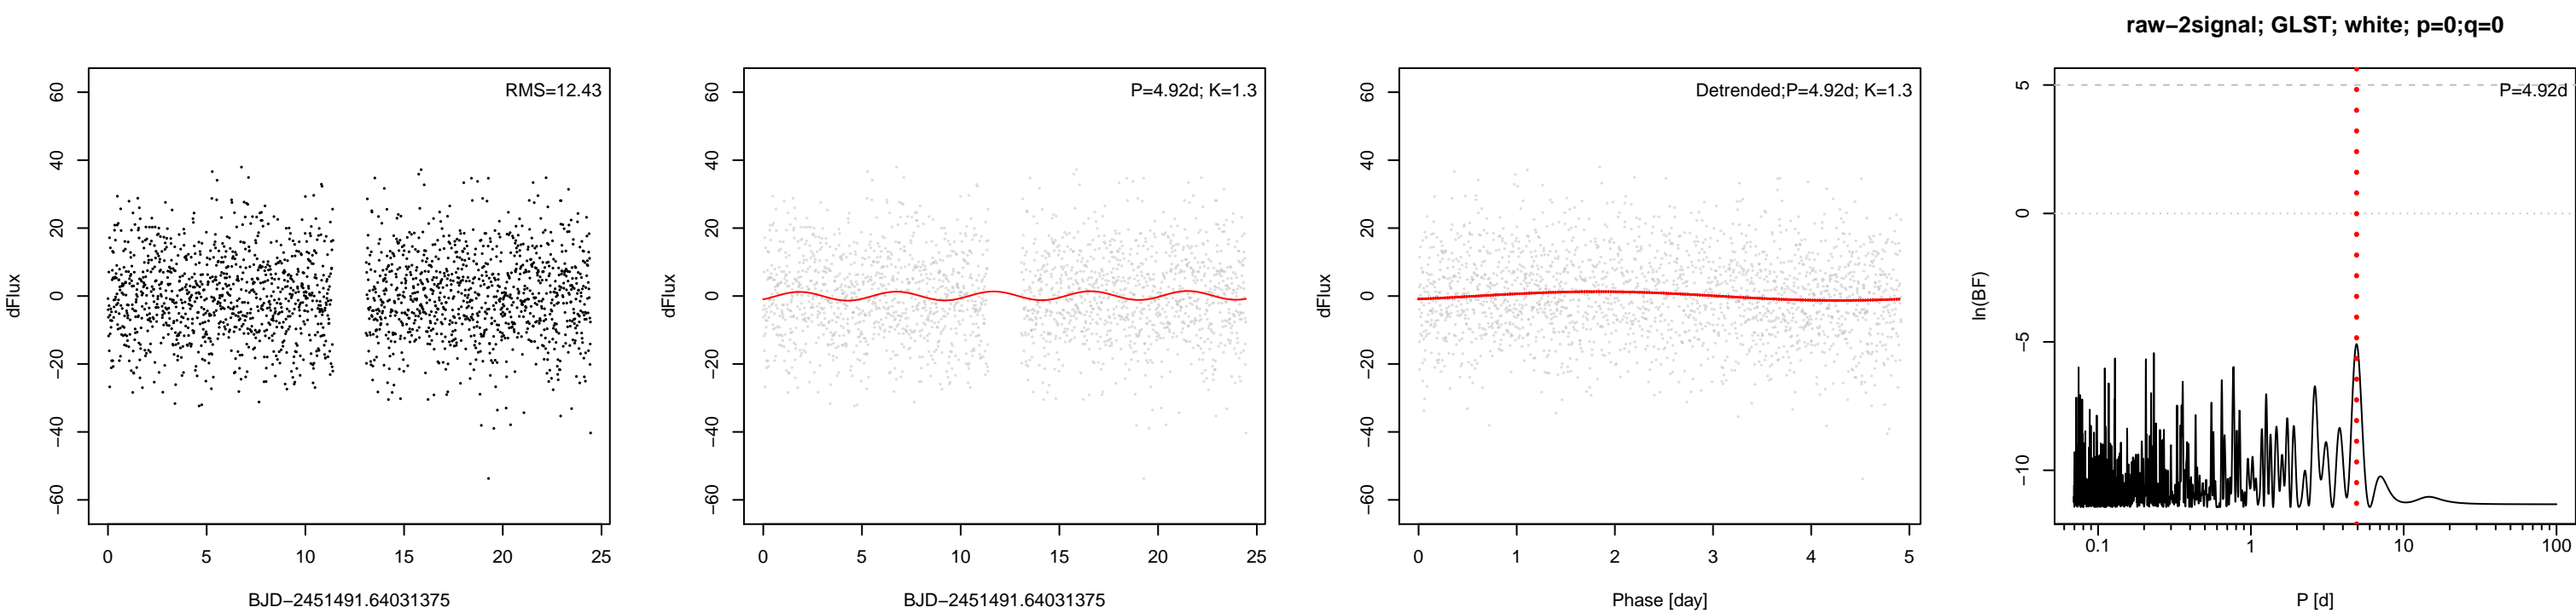 raw−2signal; GLST; white; p=0;q=0
RMS=12.43
dFlux
60
40
20
0
−20
−40
−60
0 5 10 15 20 25
BJD−2451491.64031375
P=4.92d; K=1.3
dFlux
60
40
20
0
−20
−40
−60
0 5 10 15 20 25
BJD−2451491.64031375
Detrended;P=4.92d; K=1.3
dFlux
60
40
20
0
−20
−40
−60
0 1 2 3 4 5
Phase [day]
P=4.92d
ln(BF)
5
0
−5
−10
0.1 1 10 100
P [d]